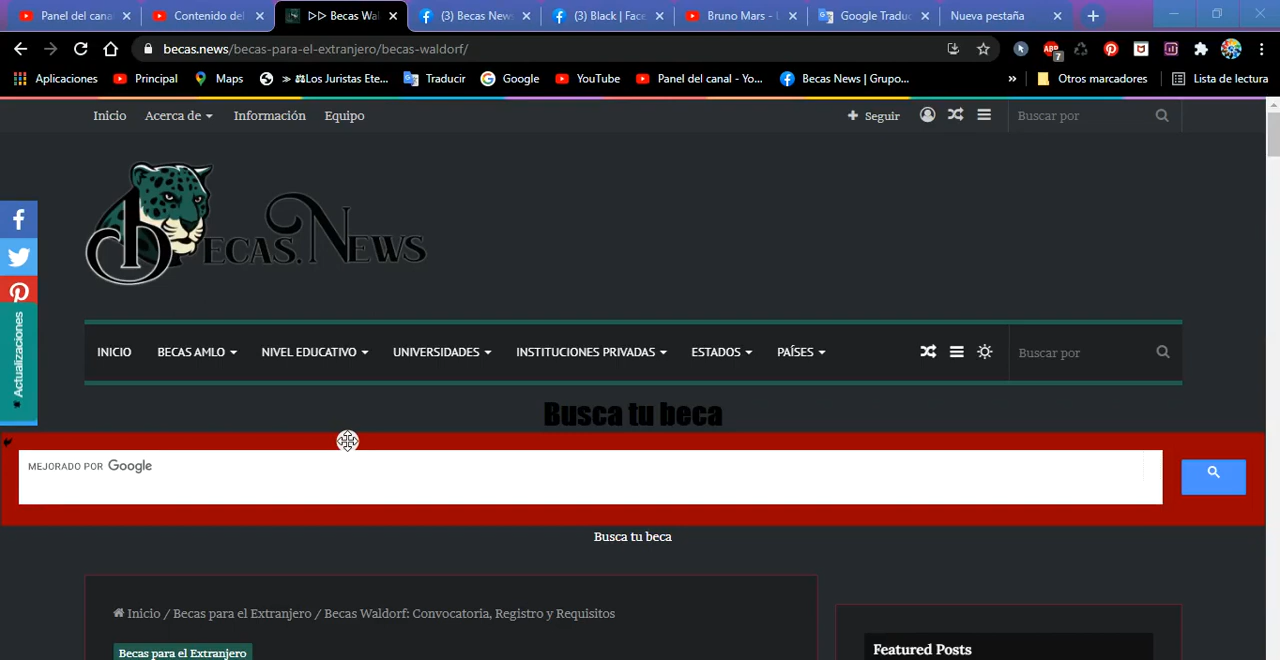 Panel del cana
Contenido del
▷▷ Becas Wal
(3) Becas New
(3) Black | Face
Bruno Mars - L
Google Traduc
Nueva pestaña
becas.news/becas-para-el-extranjero/becas-waldorf/
7
Aplicaciones
Principal
Maps
» ⚖Los Juristas Ete...
Traducir
Google
YouTube
Panel del canal - Yo...
Becas News | Grupo...
»
Otros marcadores
Lista de lectura
Inicio
Acerca de
Información
Equipo
+ Seguir
Buscar por
bECAS.NEWS
Actualizaciones
INICIO
BECAS AMLO
NIVEL EDUCATIVO
UNIVERSIDADES
INSTITUCIONES PRIVADAS
ESTADOS
PAÍSES
Buscar por
Busca tu beca
MEJORADO POR Google
Busca tu beca
Inicio / Becas para el Extranjero / Becas Waldorf: Convocatoria, Registro y Requisitos
Becas para el Extranjero
Featured Posts